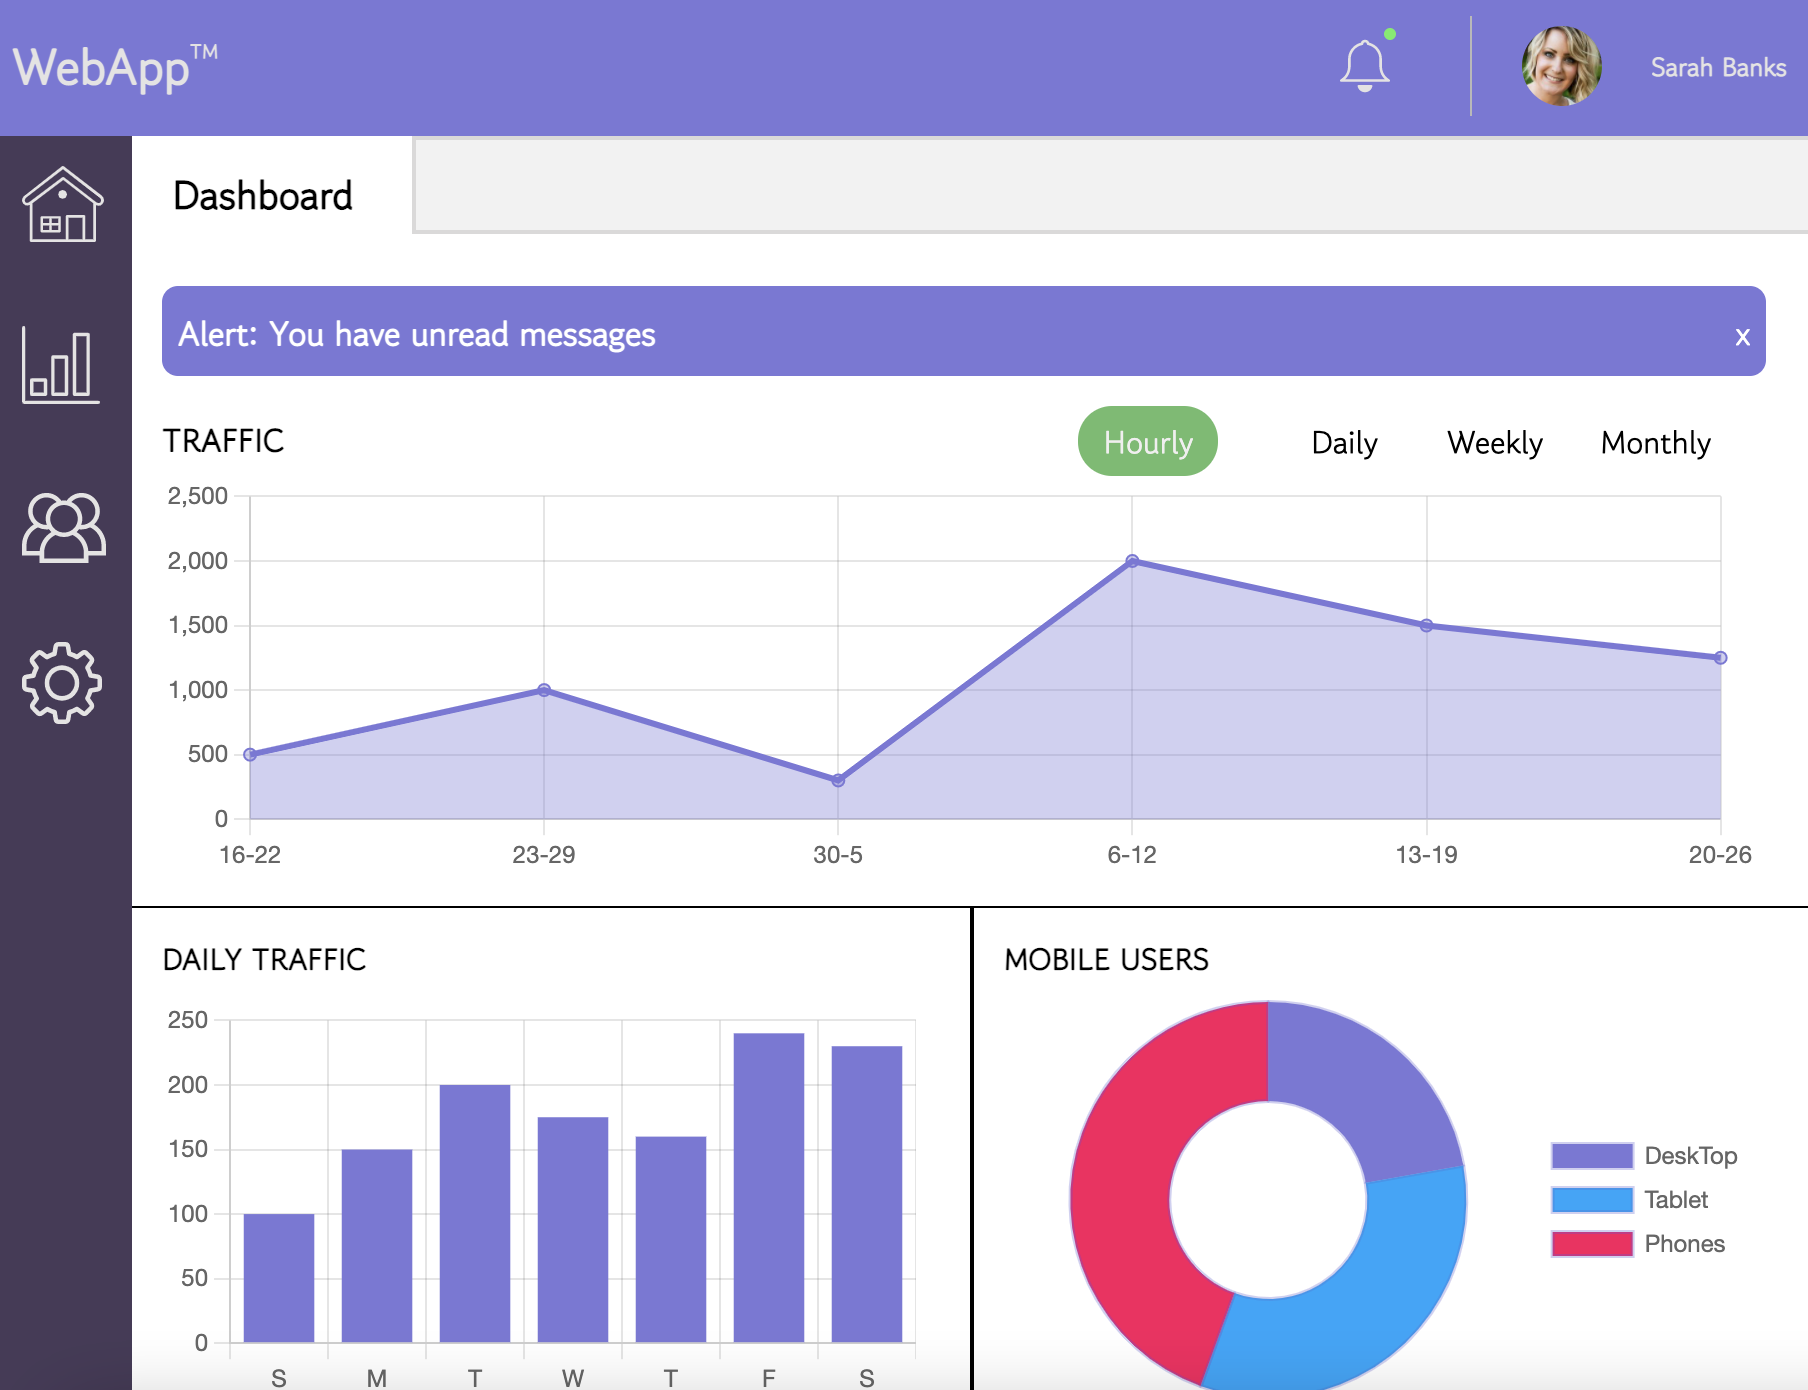 WebApp™
Sarah Banks
Dashboard
Alert: You have unread messages x
TRAFFIC
Hourly Daily Weekly Monthly
2,500
2,000
1,500
1,000
500
0
16-22 23-29 30-5 6-12 13-19 20-26
DAILY TRAFFIC
250
200
150
100
50
0
S M T W T F S
MOBILE USERS
DeskTop
Tablet
Phones